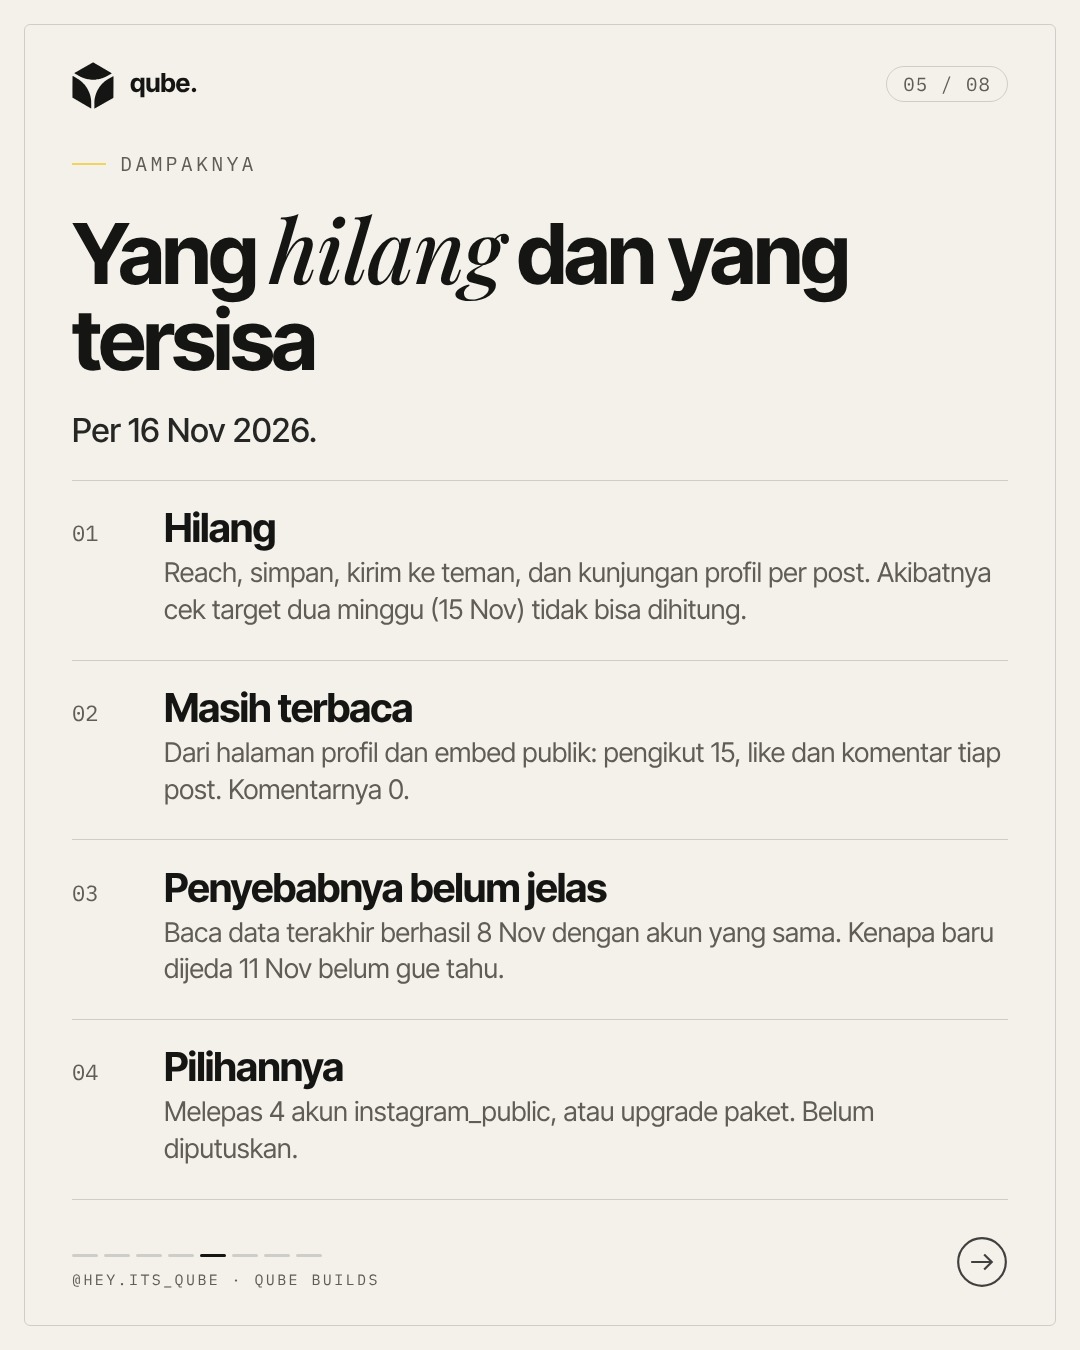 qube.
05 / 08
DAMPAKNYA
Yang hilang dan yang
tersisa
Per 16 Nov 2026.
01
Hilang
Reach, simpan, kirim ke teman, dan kunjungan profil per post. Akibatnya
cek target dua minggu (15 Nov) tidak bisa dihitung.
02
Masih terbaca
Dari halaman profil dan embed publik: pengikut 15, like dan komentar tiap
post. Komentarnya 0.
03
Penyebabnya belum jelas
Baca data terakhir berhasil 8 Nov dengan akun yang sama. Kenapa baru
dijeda 11 Nov belum gue tahu.
04
Pilihannya
Melepas 4 akun instagram_public, atau upgrade paket. Belum
diputuskan.
@HEY.ITS_QUBE · QUBE BUILDS